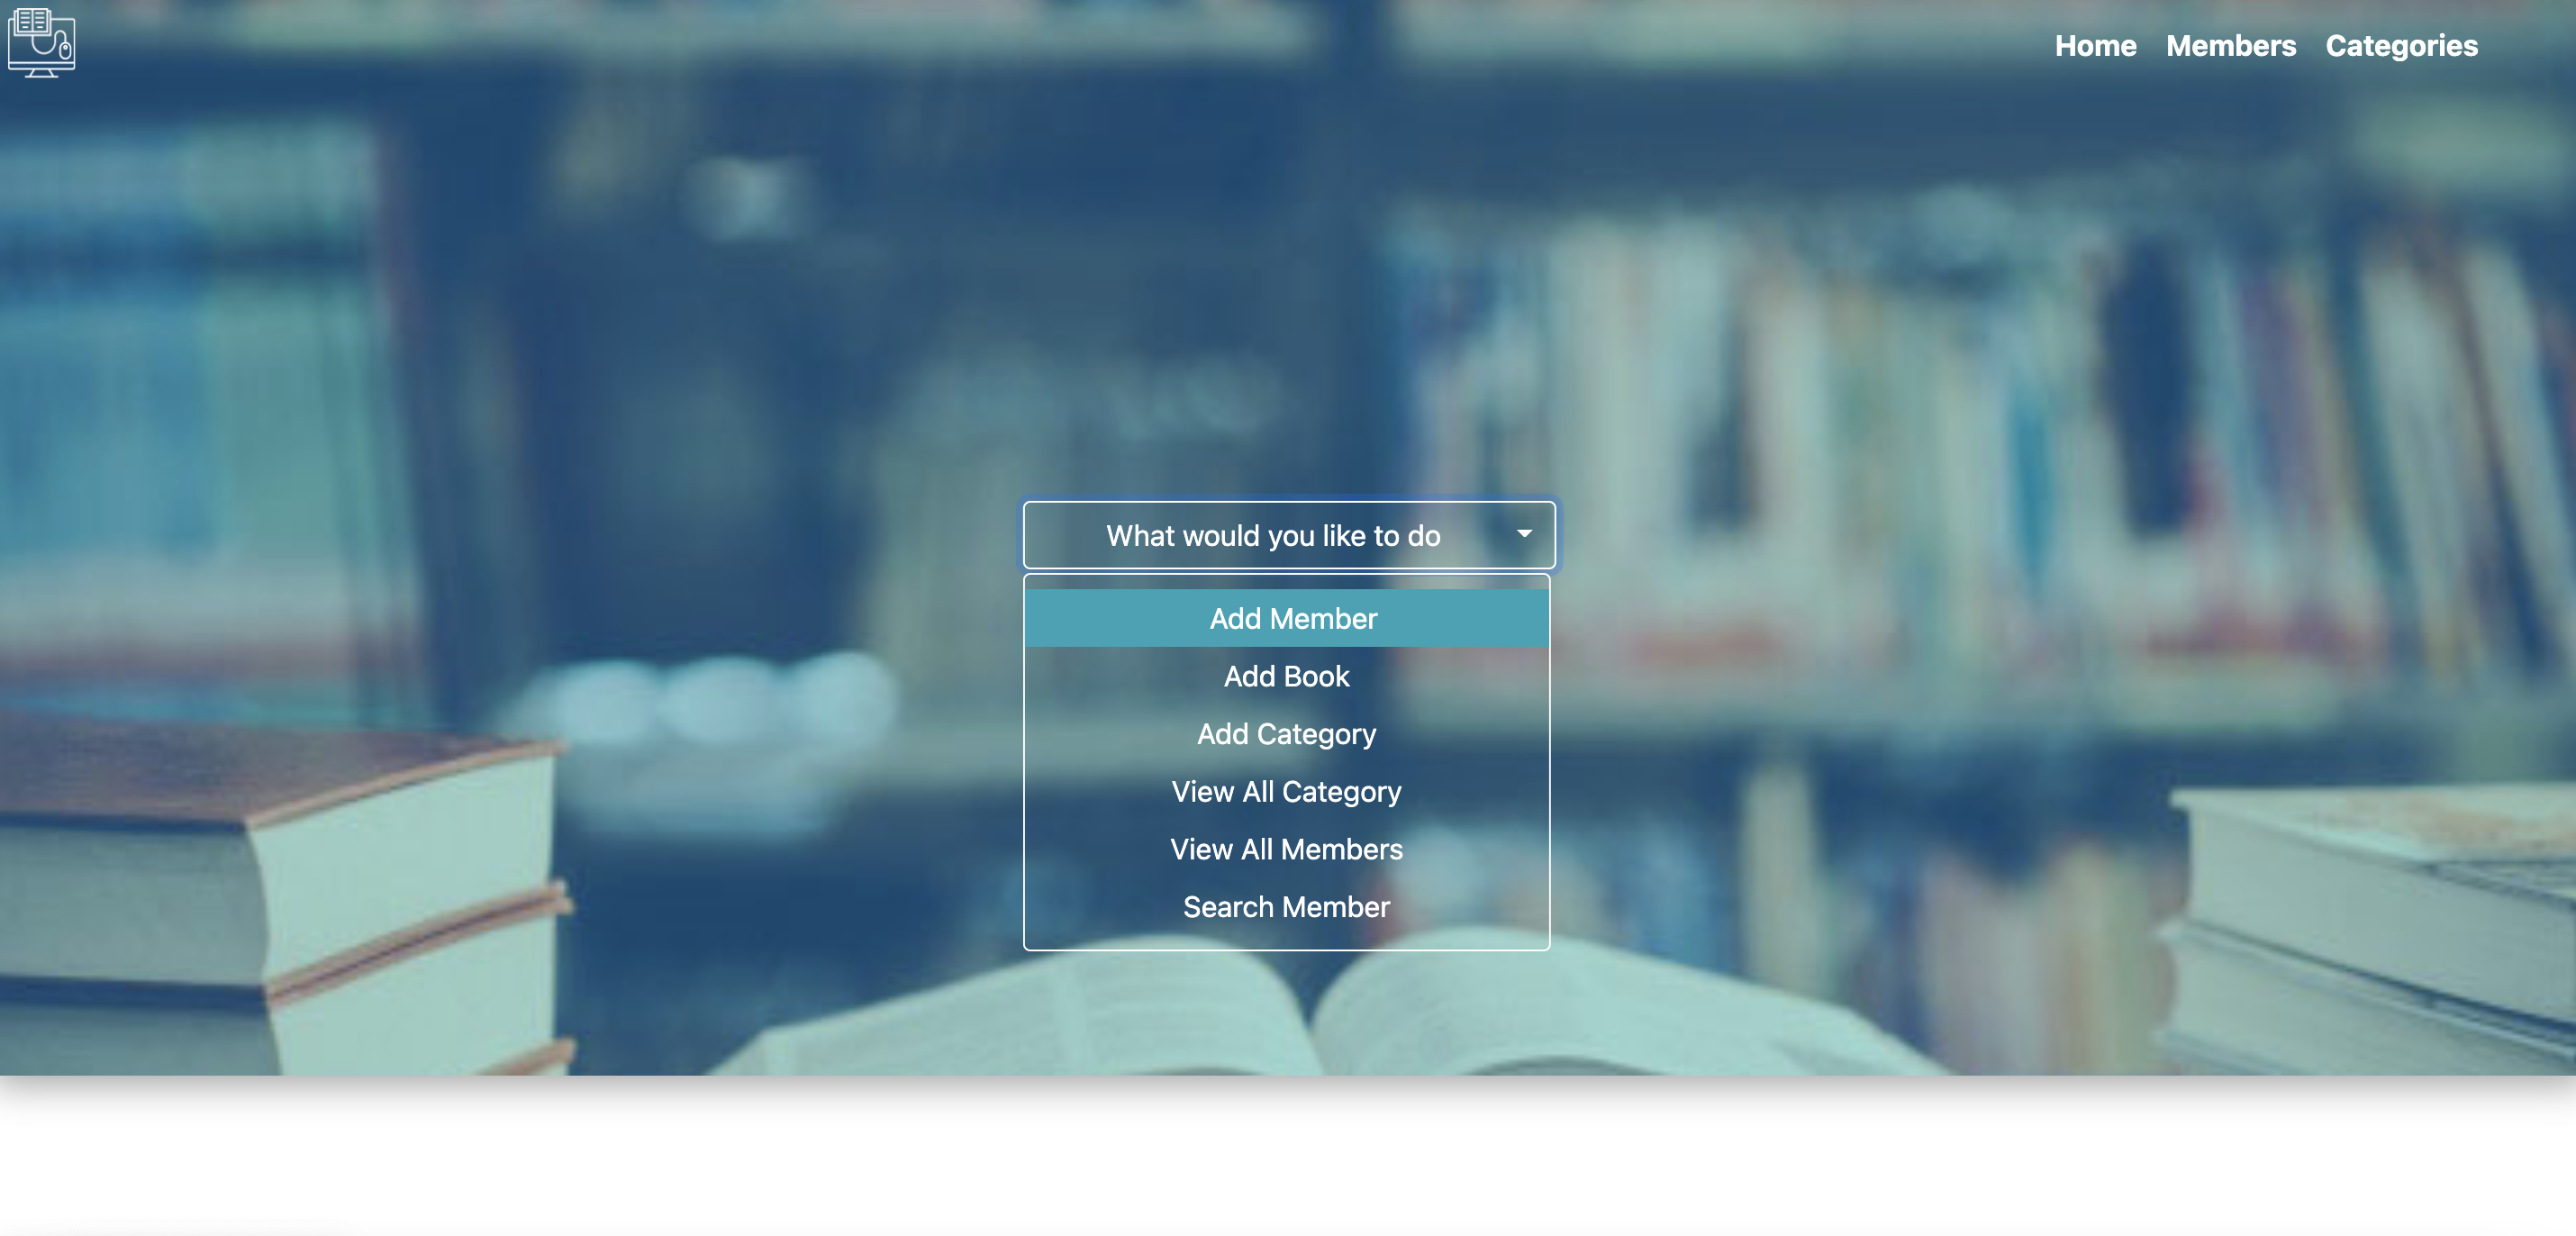 Home Members Categories
What would you like to do
Add Member
Add Book
Add Category
View All Category
View All Members
Search Member